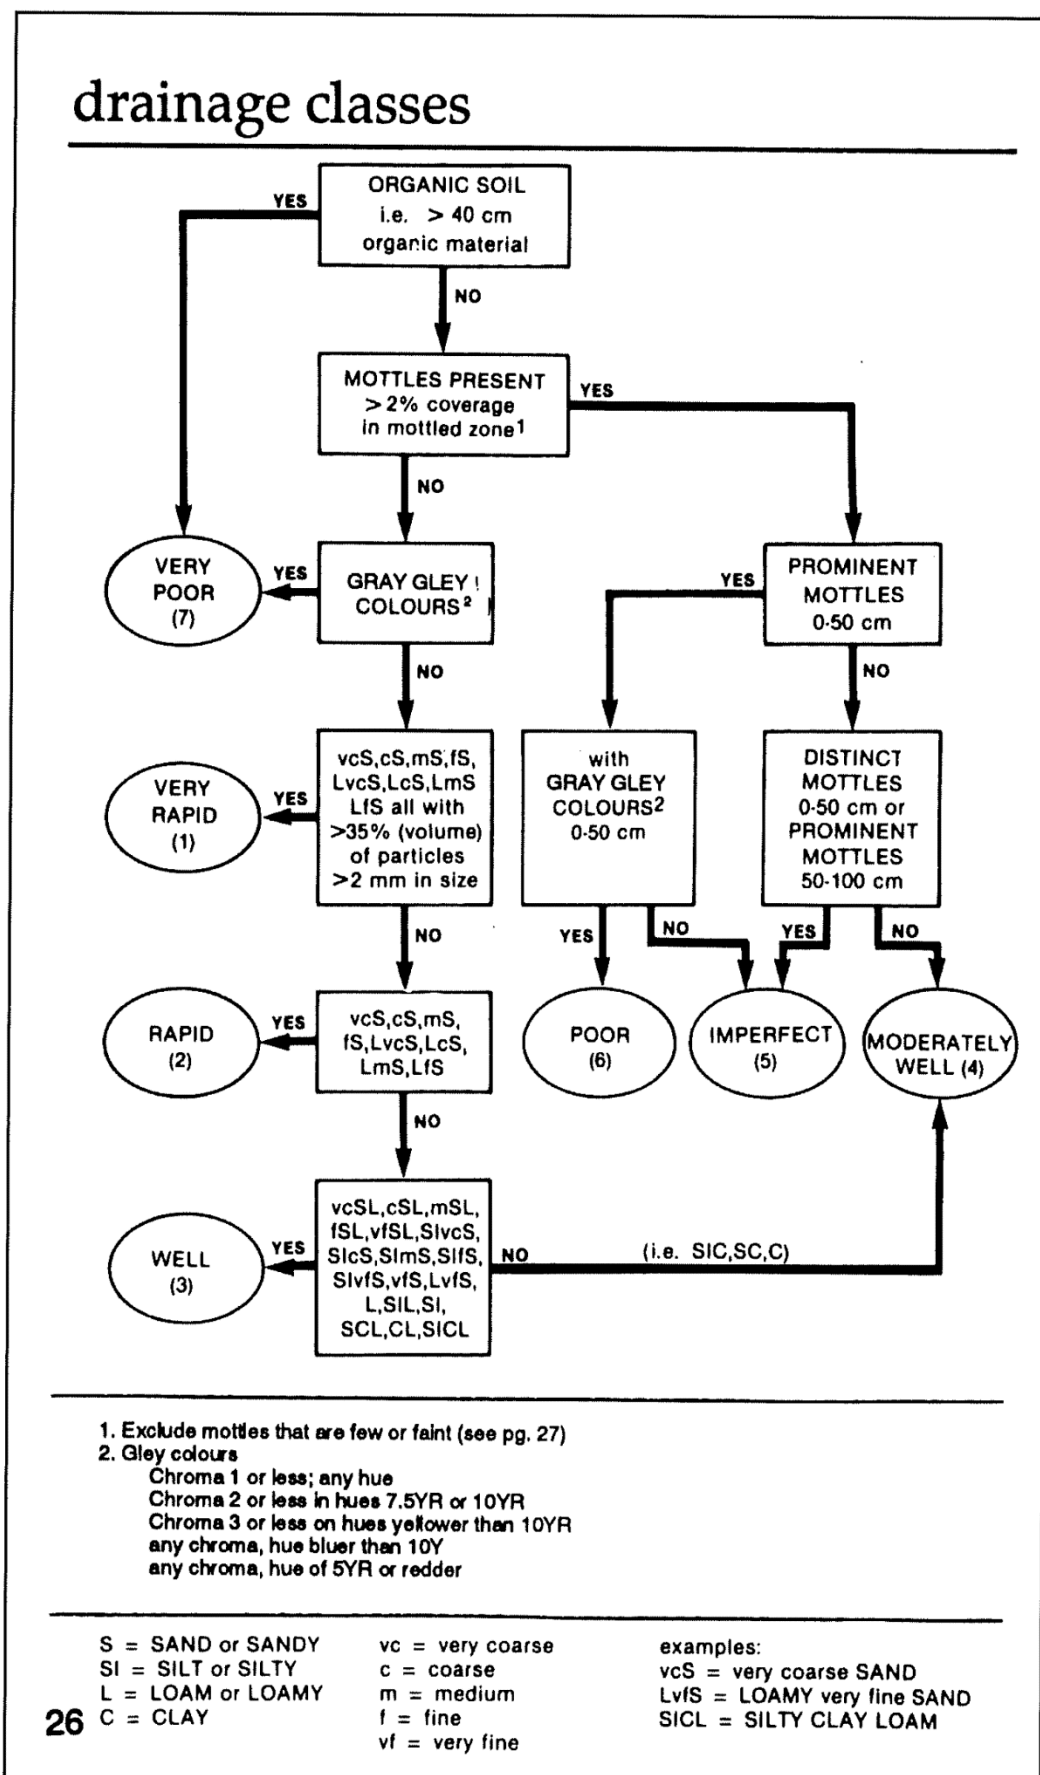 drainage classes
ORGANIC SOIL
i.e. > 40 cm
organic material
YES
NO
MOTTLES PRESENT
>2% coverage
in mottled zone1
YES
NO
VERY
POOR
(7)
YES
GRAY GLEY !
COLOURS2
NO
YES
PROMINENT
MOTTLES
0-50 cm
NO
VERY
RAPID
(1)
YES
vcS,cS,mS,fS,
LvcS,LcS,LmS
LfS all with
>35% (volume)
of particles
>2 mm in size
NO
with
GRAY GLEY
COLOURS2
0-50 cm
YES
NO
DISTINCT
MOTTLES
0-50 cm or
PROMINENT
MOTTLES
50-100 cm
YES
NO
RAPID
(2)
YES
vcS,cS,mS,
fS,LvcS,LcS,
LmS,LfS
NO
POOR
(6)
IMPERFECT
(5)
MODERATELY
WELL (4)
WELL
(3)
YES
vcSL,cSL,mSL,
fSL,vfSL,SIvcS,
SIcS,SImS,SIfS,
SIvfS,vfS,LvfS,
L,SIL,SI,
SCL,CL,SICL
NO
(i.e. SIC,SC,C)
1. Exclude mottles that are few or faint (see pg. 27)
2. Gley colours
Chroma 1 or less; any hue
Chroma 2 or less in hues 7.5YR or 10YR
Chroma 3 or less on hues yellower than 10YR
any chroma, hue bluer than 10Y
any chroma, hue of 5YR or redder
S = SAND or SANDY
SI = SILT or SILTY
L = LOAM or LOAMY
C = CLAY
vc = very coarse
c = coarse
m = medium
f = fine
vf = very fine
examples:
vcS = very coarse SAND
LvfS = LOAMY very fine SAND
SICL = SILTY CLAY LOAM
26